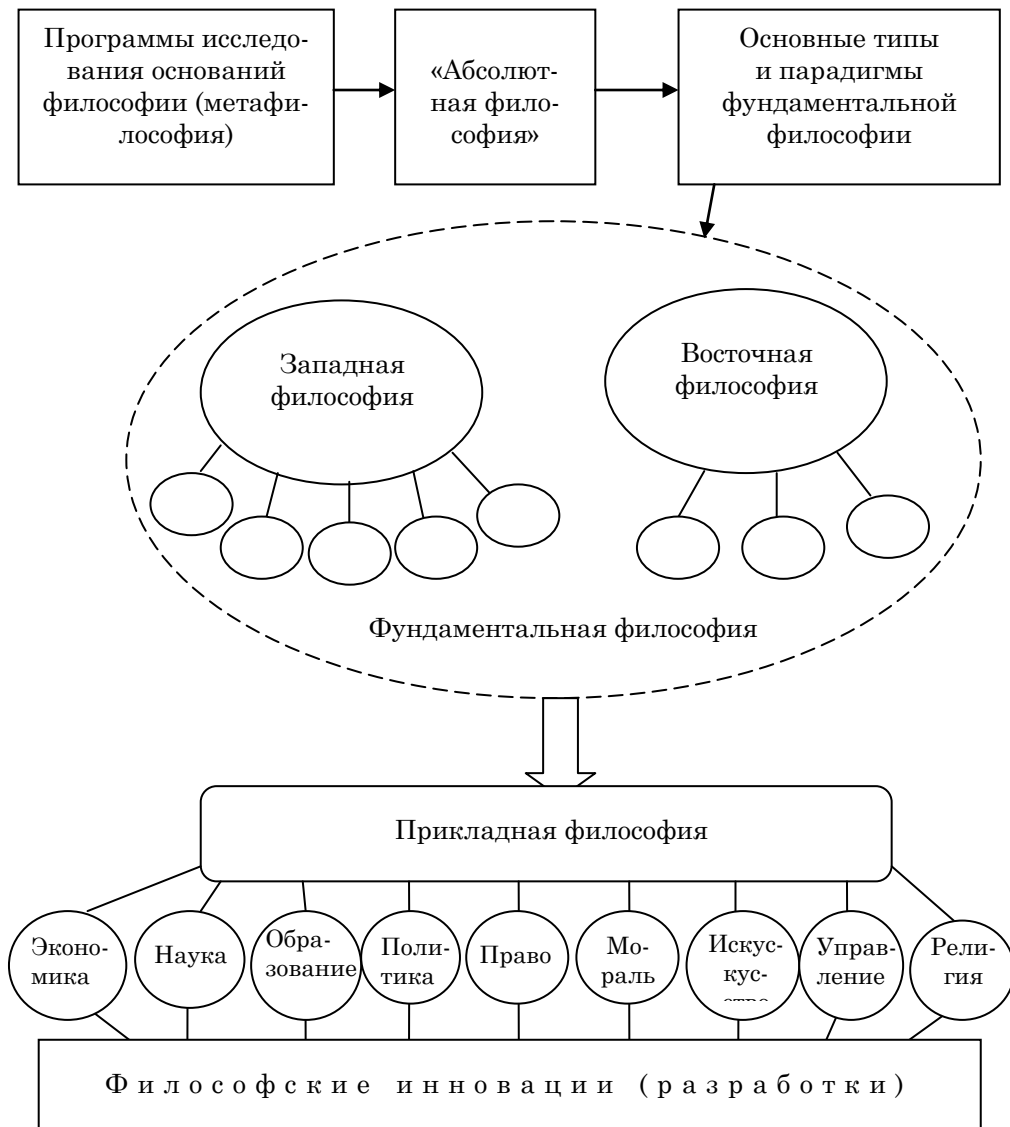 Программы исследо-
вания оснований
философии (метафи-
лософия)
«Абсолют-
ная фило-
софия»
Основные типы
и парадигмы
фундаментальной
философии
Западная
философия
Восточная
философия
Фундаментальная философия
Прикладная философия
Эконо-
мика
Наука
Обра-
зование
Поли-
тика
Право
Мо-
раль
Искус-
кус-
Управ-
ление
Рели-
гия
Философские инновации (разработки)